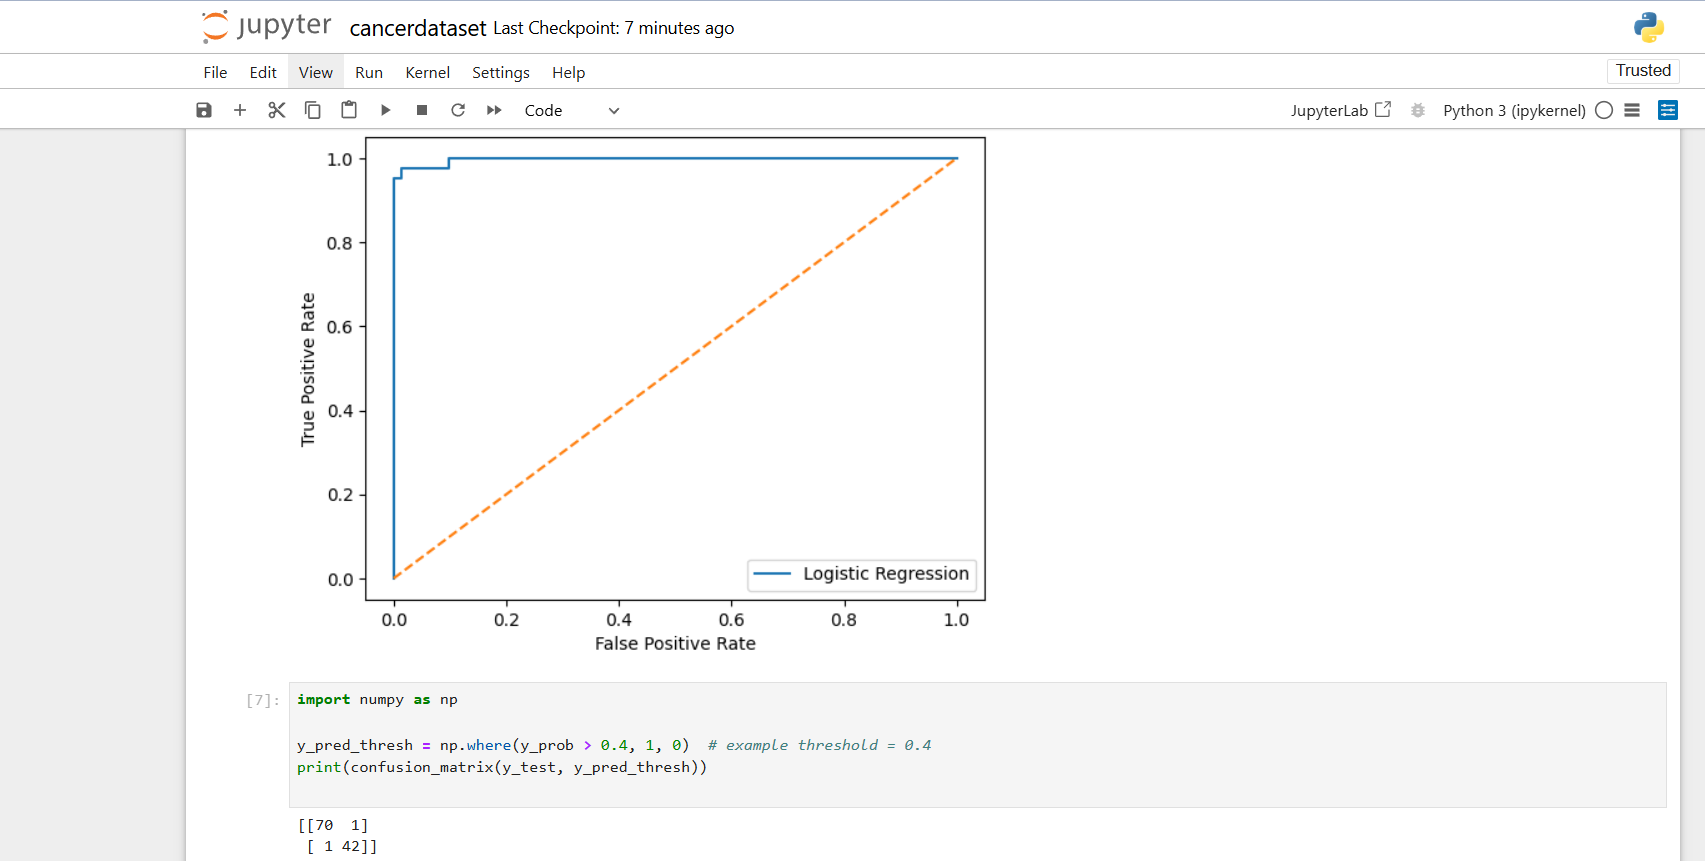 jupyter cancerdataset Last Checkpoint: 7 minutes ago
File Edit View Run Kernel Settings Help
Trusted
Code
JupyterLab
Python 3 (ipykernel)
1.0
0.8
0.6
0.4
0.2
0.0
True Positive Rate
Logistic Regression
0.0 0.2 0.4 0.6 0.8 1.0
False Positive Rate
[7]:
import numpy as np
y_pred_thresh = np.where(y_prob > 0.4, 1, 0)  # example threshold = 0.4
print(confusion_matrix(y_test, y_pred_thresh))
[[70  1]
 [ 1 42]]